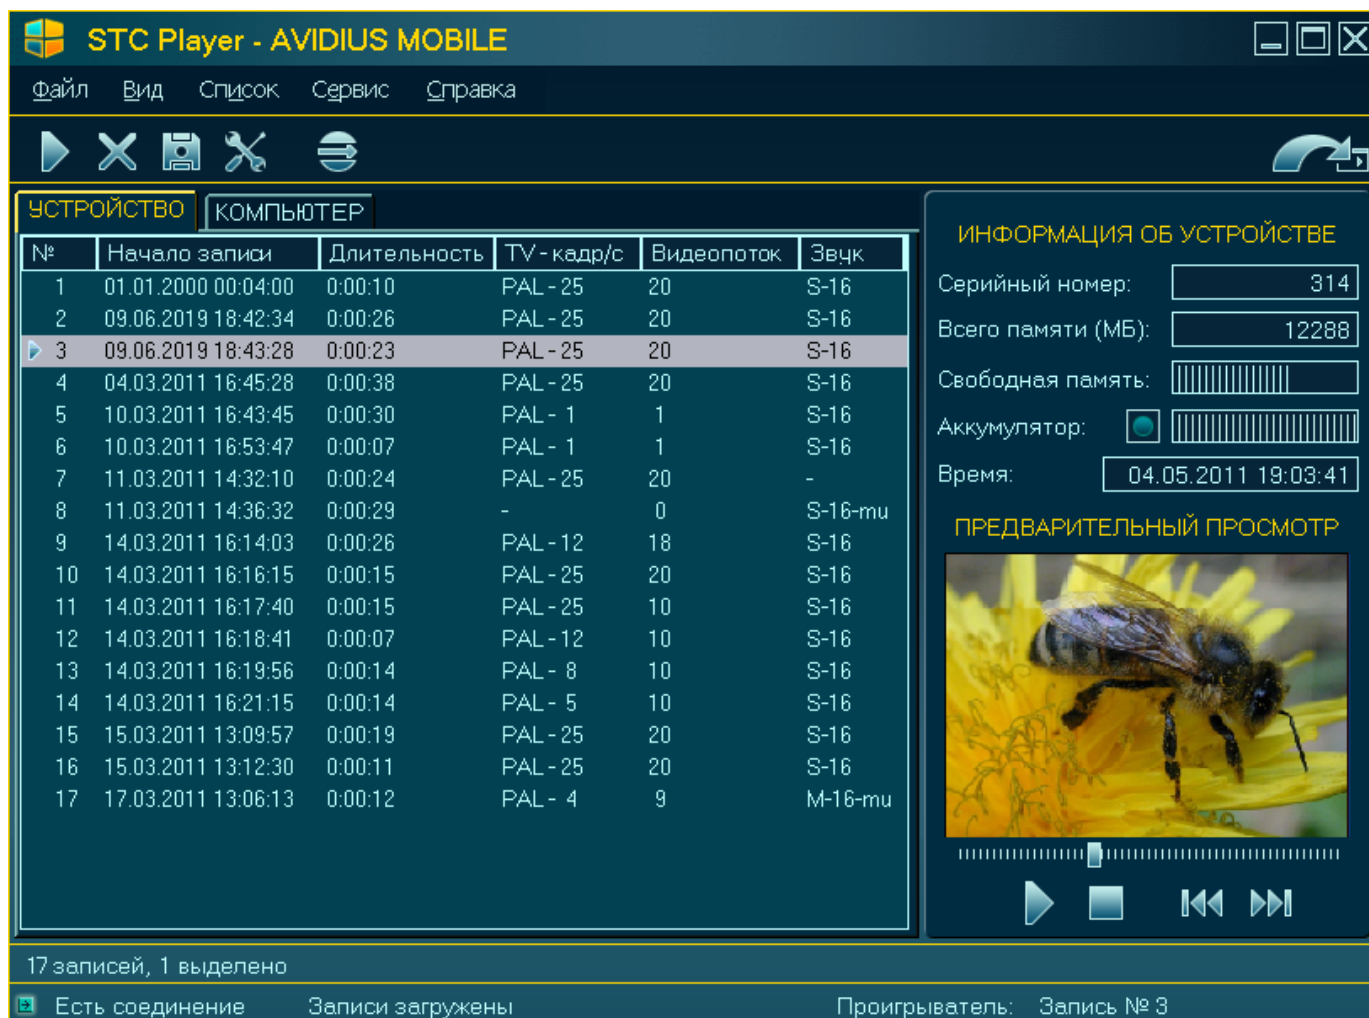 STC Player - AVIDIUS MOBILE
Файл Вид Список Сервис Справка
УСТРОЙСТВО КОМПЬЮТЕР
№ Начало записи Длительность TV-кадр/с Видеопоток Звук
1 01.01.2000 00:04:00 0:00:10 PAL-25 20 S-16
2 09.06.2019 18:42:34 0:00:26 PAL-25 20 S-16
3 09.06.2019 18:43:28 0:00:23 PAL-25 20 S-16
4 04.03.2011 16:45:28 0:00:38 PAL-25 20 S-16
5 10.03.2011 16:43:45 0:00:30 PAL- 1 1 S-16
6 10.03.2011 16:53:47 0:00:07 PAL- 1 1 S-16
7 11.03.2011 14:32:10 0:00:24 PAL-25 20 -
8 11.03.2011 14:36:32 0:00:29 - 0 S-16-mu
9 14.03.2011 16:14:03 0:00:26 PAL-12 18 S-16
10 14.03.2011 16:16:15 0:00:15 PAL-25 20 S-16
11 14.03.2011 16:17:40 0:00:15 PAL-25 10 S-16
12 14.03.2011 16:18:41 0:00:07 PAL-12 10 S-16
13 14.03.2011 16:19:56 0:00:14 PAL- 8 10 S-16
14 14.03.2011 16:21:15 0:00:14 PAL- 5 10 S-16
15 15.03.2011 13:09:57 0:00:19 PAL-25 20 S-16
16 15.03.2011 13:12:30 0:00:11 PAL-25 20 S-16
17 17.03.2011 13:06:13 0:00:12 PAL- 4 9 M-16-mu
ИНФОРМАЦИЯ ОБ УСТРОЙСТВЕ
Серийный номер: 314
Всего памяти (МБ): 12288
Свободная память:
Аккумулятор:
Время: 04.05.2011 19:03:41
ПРЕДВАРИТЕЛЬНЫЙ ПРОСМОТР
17 записей, 1 выделено
Есть соединение Записи загружены Проигрыватель: Запись № 3